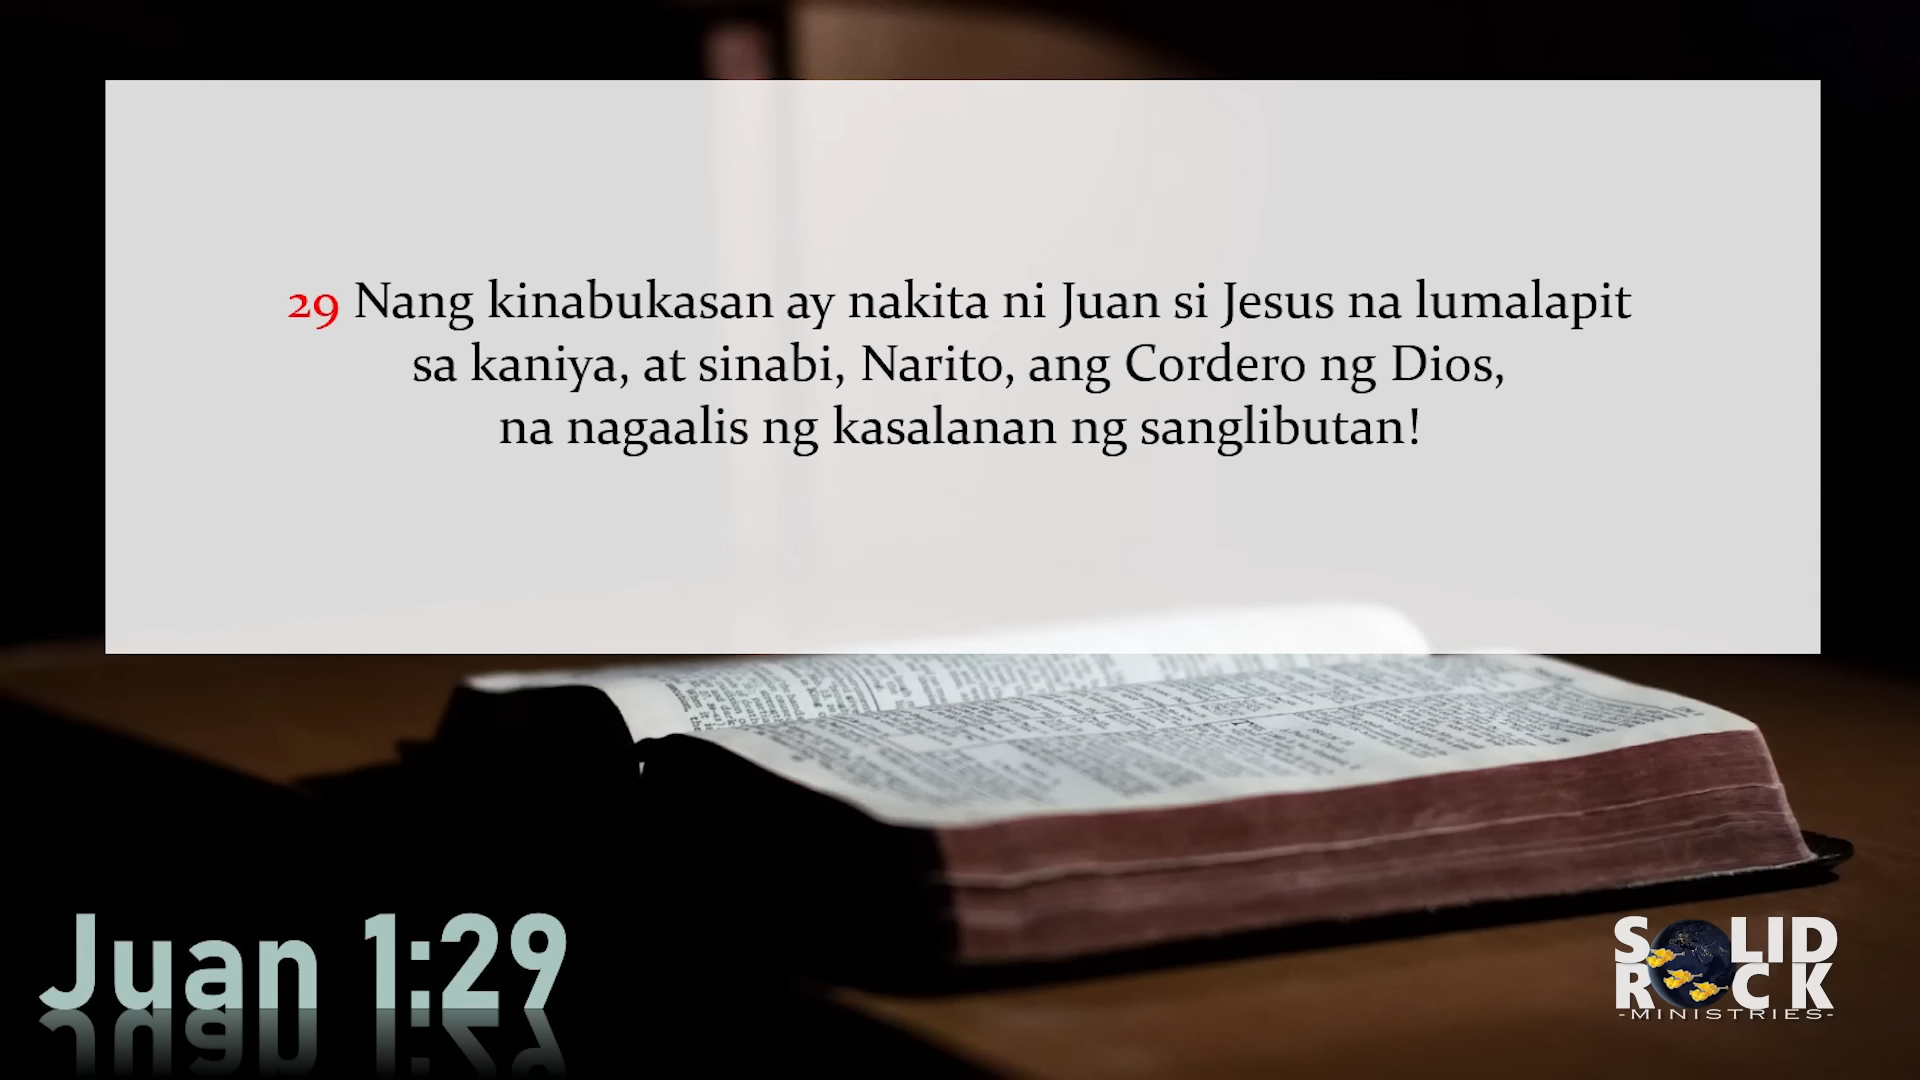 29 Nang kinabukasan ay nakita ni Juan si Jesus na lumalapit
sa kaniya, at sinabi, Narito, ang Cordero ng Dios,
na nagaalis ng kasalanan ng sanglibutan!
Juan 1:29
SOLID
ROCK
-MINISTRIES-